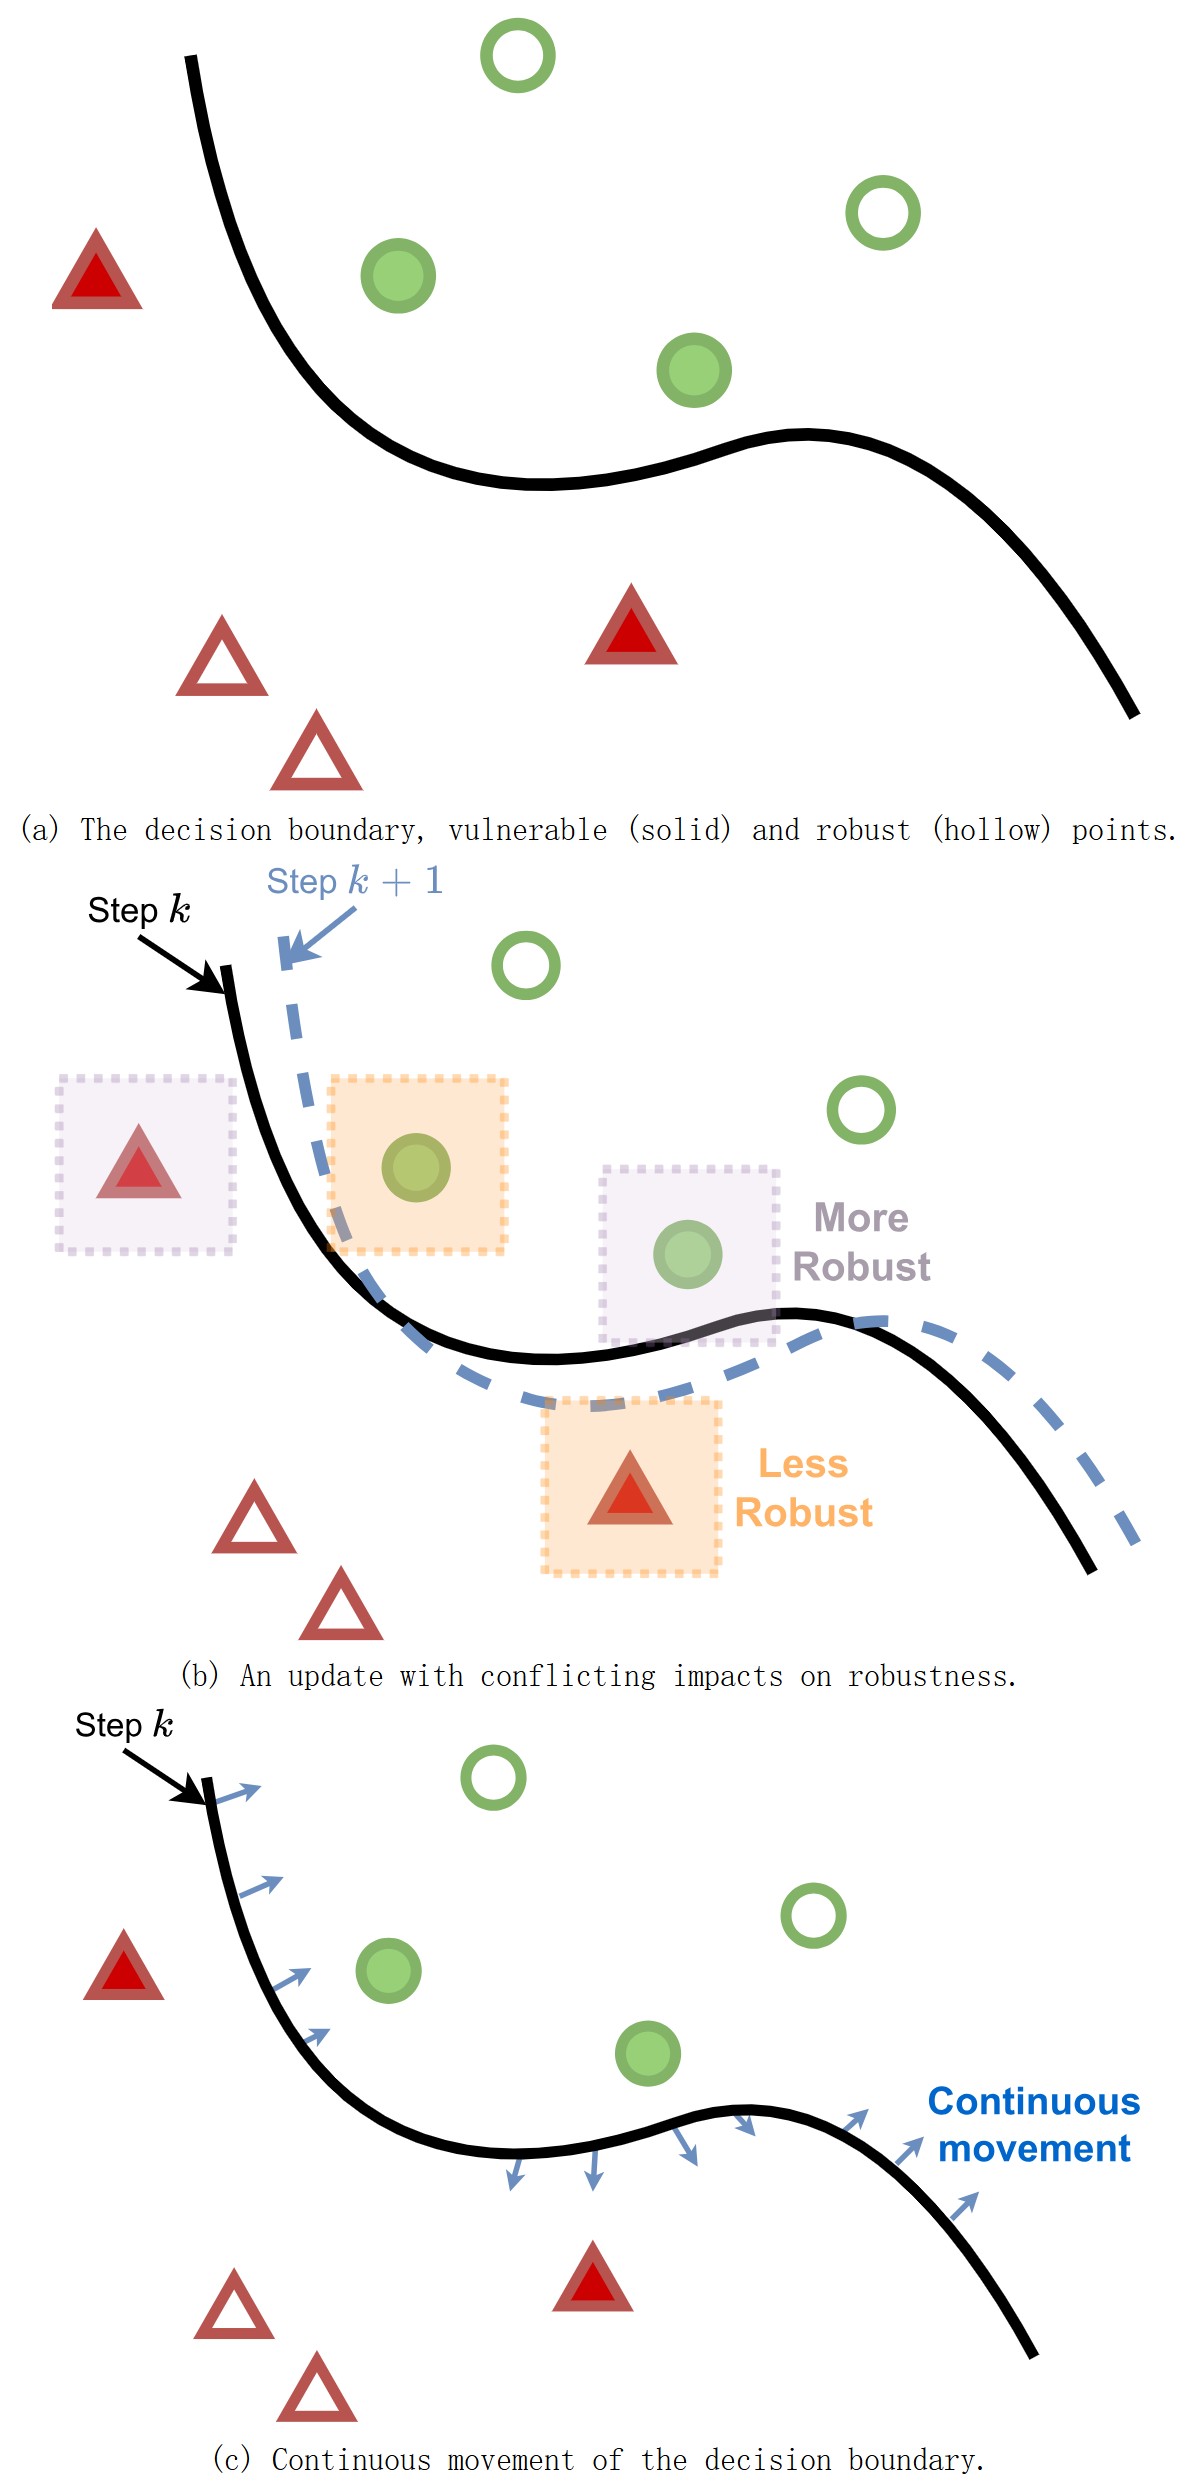 (a) The decision boundary, vulnerable (solid) and robust (hollow) points.
Step k + 1
Step k
More
Robust
Less
Robust
(b) An update with conflicting impacts on robustness.
Step k
Continuous
movement
(c) Continuous movement of the decision boundary.